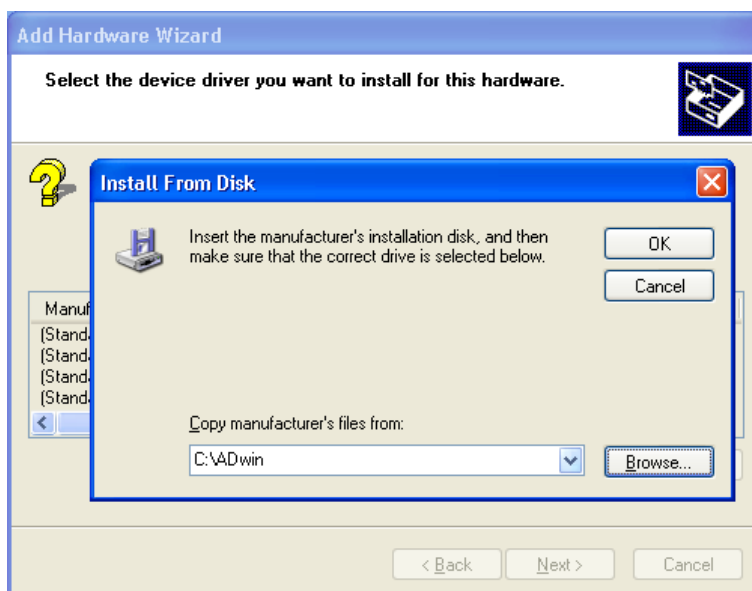 Add Hardware Wizard
Select the device driver you want to install for this hardware.
Install From Disk
Insert the manufacturer's installation disk, and then
make sure that the correct drive is selected below.
OK
Cancel
Manuf
(Stand
(Stand
(Stand
(Stand
Copy manufacturer's files from:
C:\ADwin
Browse...
< Back
Next >
Cancel